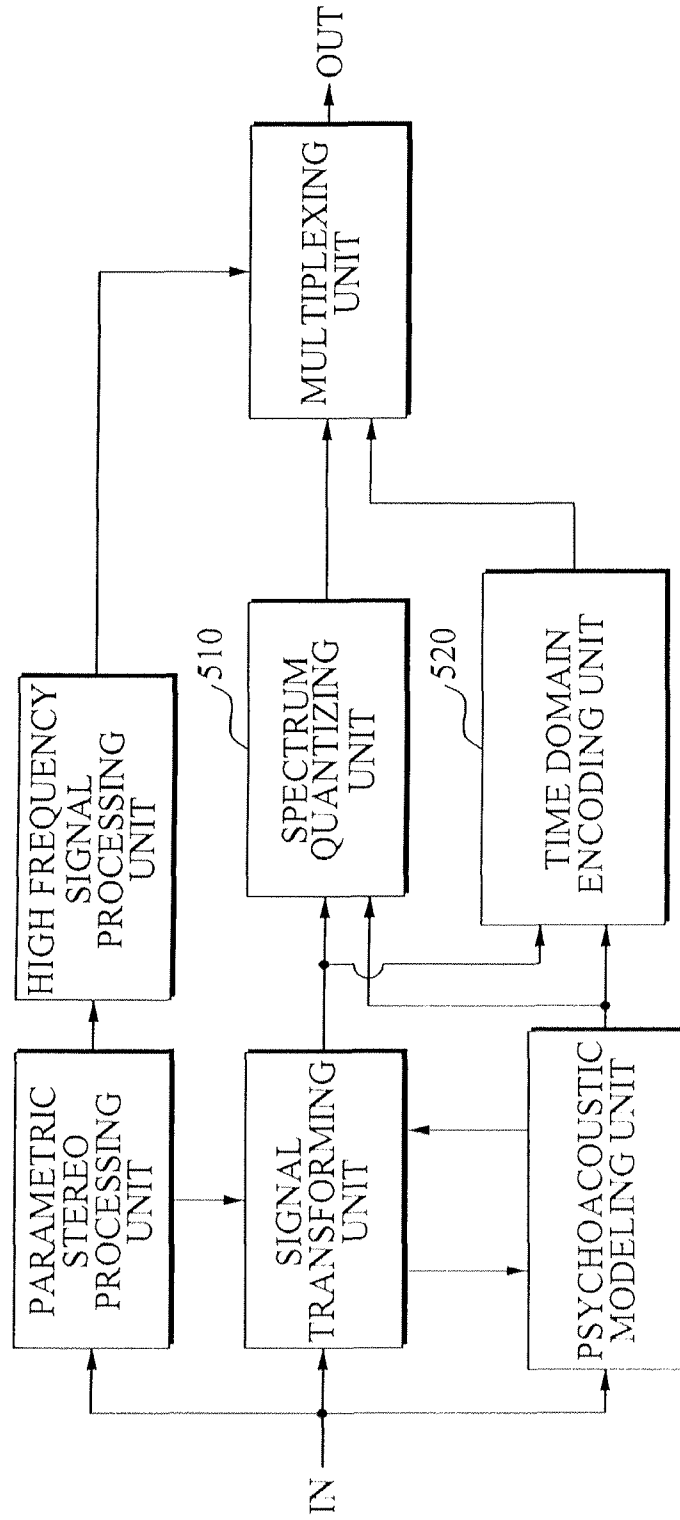 IN
PARAMETRIC
STEREO
PROCESSING
UNIT
HIGH FREQUENCY
SIGNAL
PROCESSING
UNIT
SIGNAL
TRANSFORMING
UNIT
510
SPECTRUM
QUANTIZING
UNIT
MULTIPLEXING
UNIT
OUT
PSYCHOACOUSTIC
MODELING UNIT
520
TIME DOMAIN
ENCODING UNIT